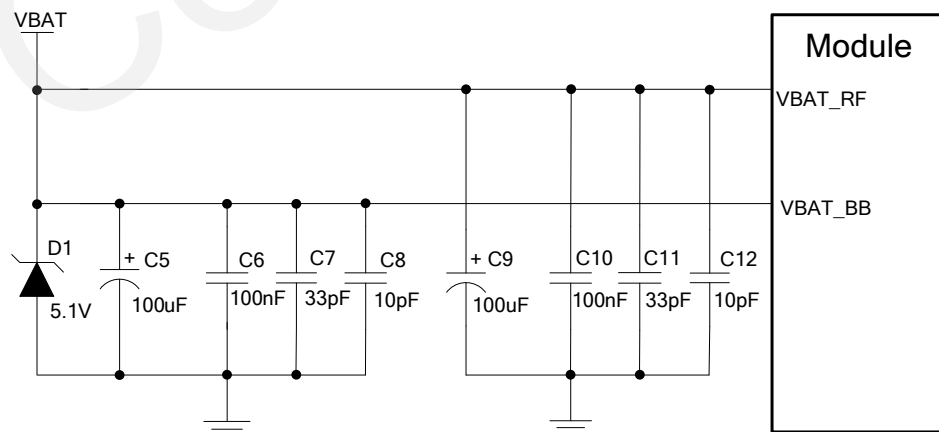 VBAT
Module
VBAT_RF
VBAT_BB
D1
5.1V
+ C5
100uF
C6
100nF
C7
33pF
C8
10pF
+ C9
100uF
C10
100nF
C11
33pF
C12
10pF